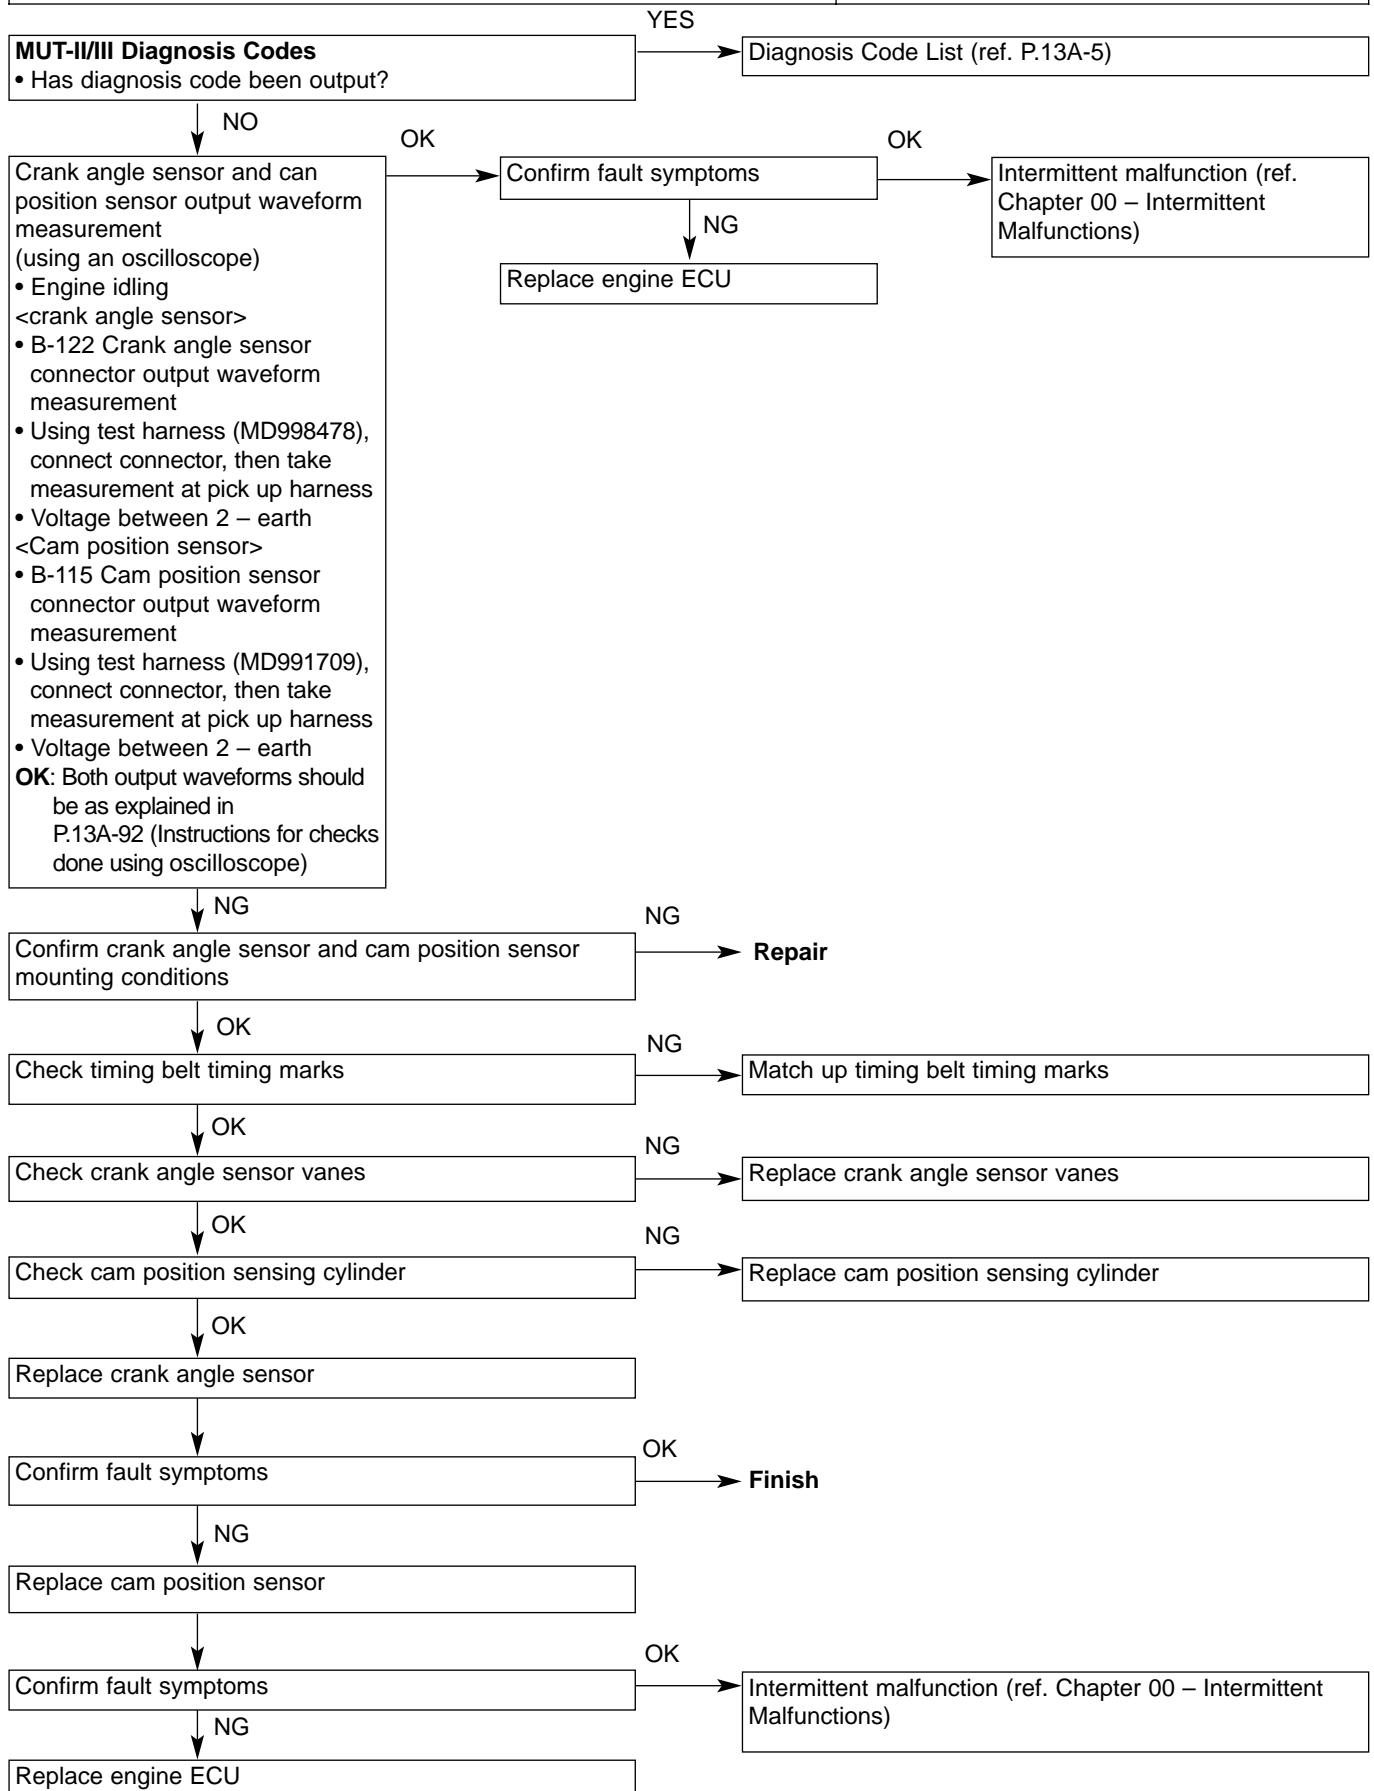 YES
MUT-II/III Diagnosis Codes
• Has diagnosis code been output?
Diagnosis Code List (ref. P.13A-5)
NO
OK
OK
Crank angle sensor and can
position sensor output waveform
measurement
(using an oscilloscope)
• Engine idling
<crank angle sensor>
• B-122 Crank angle sensor
connector output waveform
measurement
• Using test harness (MD998478),
connect connector, then take
measurement at pick up harness
• Voltage between 2 – earth
<Cam position sensor>
• B-115 Cam position sensor
connector output waveform
measurement
• Using test harness (MD991709),
connect connector, then take
measurement at pick up harness
• Voltage between 2 – earth
OK: Both output waveforms should
be as explained in
P.13A-92 (Instructions for checks
done using oscilloscope)
Confirm fault symptoms
Intermittent malfunction (ref.
Chapter 00 – Intermittent
Malfunctions)
NG
Replace engine ECU
NG
NG
Confirm crank angle sensor and cam position sensor
mounting conditions
Repair
OK
NG
Check timing belt timing marks
Match up timing belt timing marks
OK
NG
Check crank angle sensor vanes
Replace crank angle sensor vanes
OK
NG
Check cam position sensing cylinder
Replace cam position sensing cylinder
OK
Replace crank angle sensor
OK
Confirm fault symptoms
Finish
NG
Replace cam position sensor
OK
Confirm fault symptoms
Intermittent malfunction (ref. Chapter 00 – Intermittent
Malfunctions)
NG
Replace engine ECU